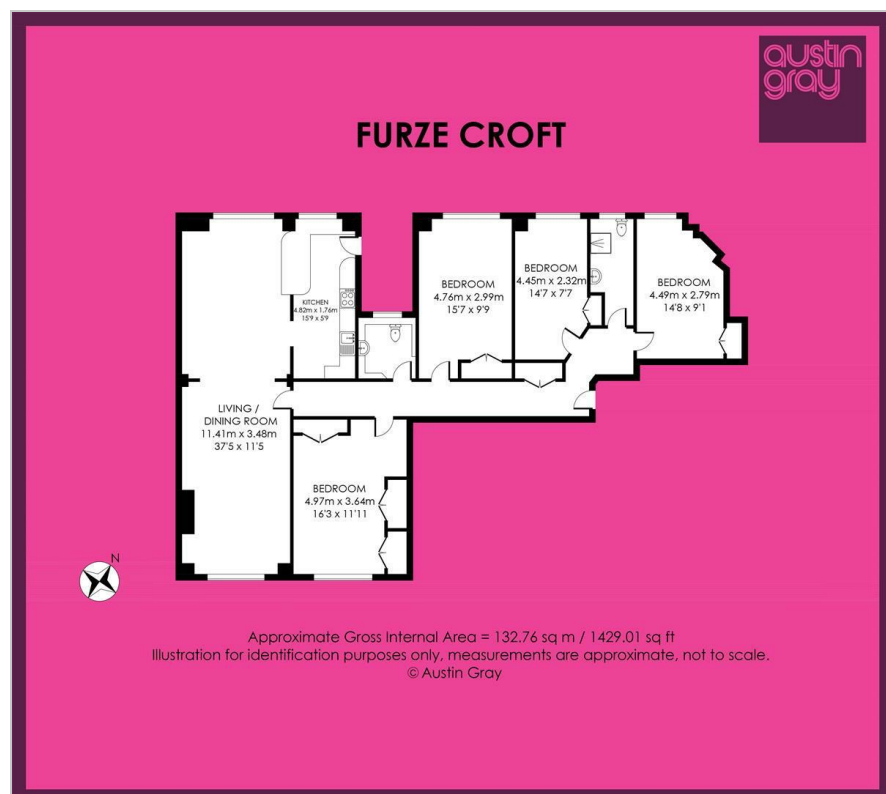 austin
gray
FURZE CROFT
KITCHEN
4.82m x 1.76m
15'9 x 5'9
BEDROOM
4.76m x 2.99m
15'7 x 9'9
BEDROOM
4.45m x 2.32m
14'7 x 7'7
BEDROOM
4.49m x 2.79m
14'8 x 9'1
LIVING /
DINING ROOM
11.41m x 3.48m
37'5 x 11'5
BEDROOM
4.97m x 3.64m
16'3 x 11'11
N
Approximate Gross Internal Area = 132.76 sq m / 1429.01 sq ft
Illustration for identification purposes only, measurements are approximate, not to scale.
© Austin Gray